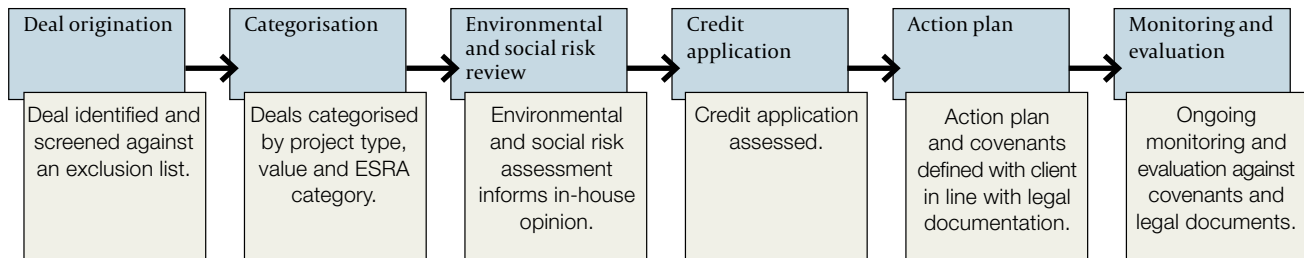 Deal origination
Deal identified and
screened against
an exclusion list.
Categorisation
Deals categorised
by project type,
value and ESRA
category.
Environmental
and social risk
review
Environmental
and social risk
assessment
informs in-house
opinion.
Credit
application
Credit application
assessed.
Action plan
Action plan
and covenants
defined with client
in line with legal
documentation.
Monitoring and
evaluation
Ongoing
monitoring and
evaluation against
covenants and
legal documents.